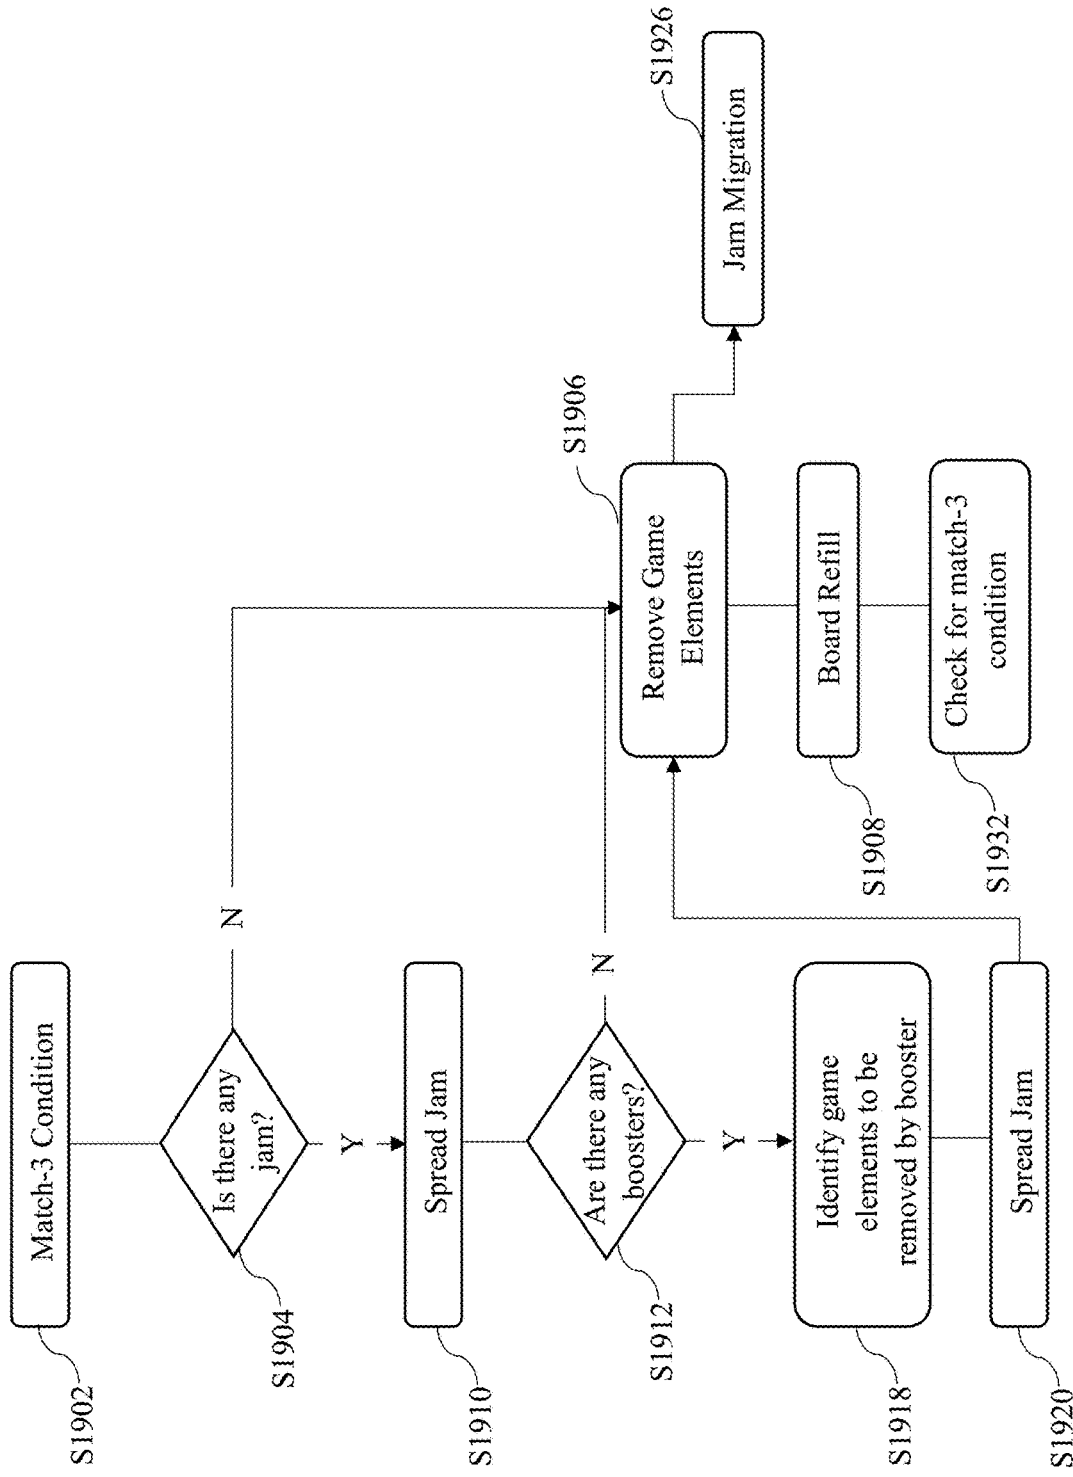 Match-3 Condition
S1902
Is there any
jam?
S1904
N
Y
Spread Jam
S1910
Are there any
boosters?
S1912
N
Y
Identify game
elements to be
removed by booster
S1918
Spread Jam
S1920
Remove Game
Elements
S1906
Board Refill
S1908
Check for match-3
condition
S1932
Jam Migration
S1926